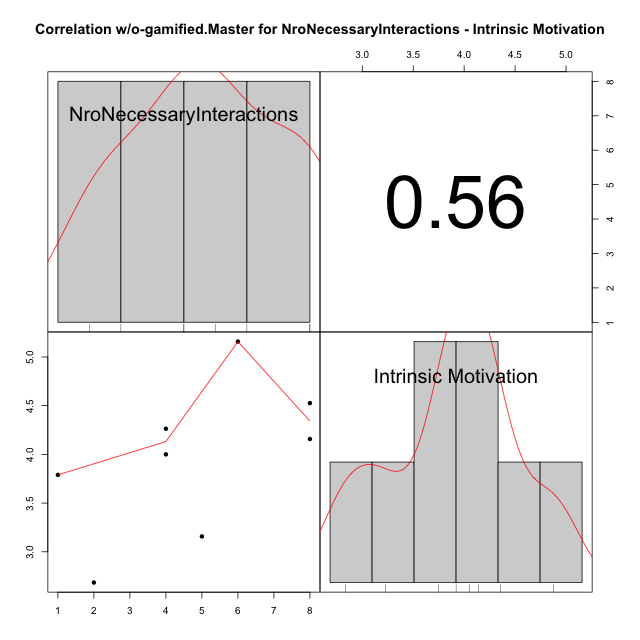 Correlation w/o-gamified.Master for NroNecessaryInteractions - Intrinsic Motivation
3.0 3.5 4.0 4.5 5.0
NroNecessaryInteractions
0.56
8
7
6
5
4
3
2
1
Intrinsic Motivation
5.0
4.5
4.0
3.5
3.0
1 2 3 4 5 6 7 8